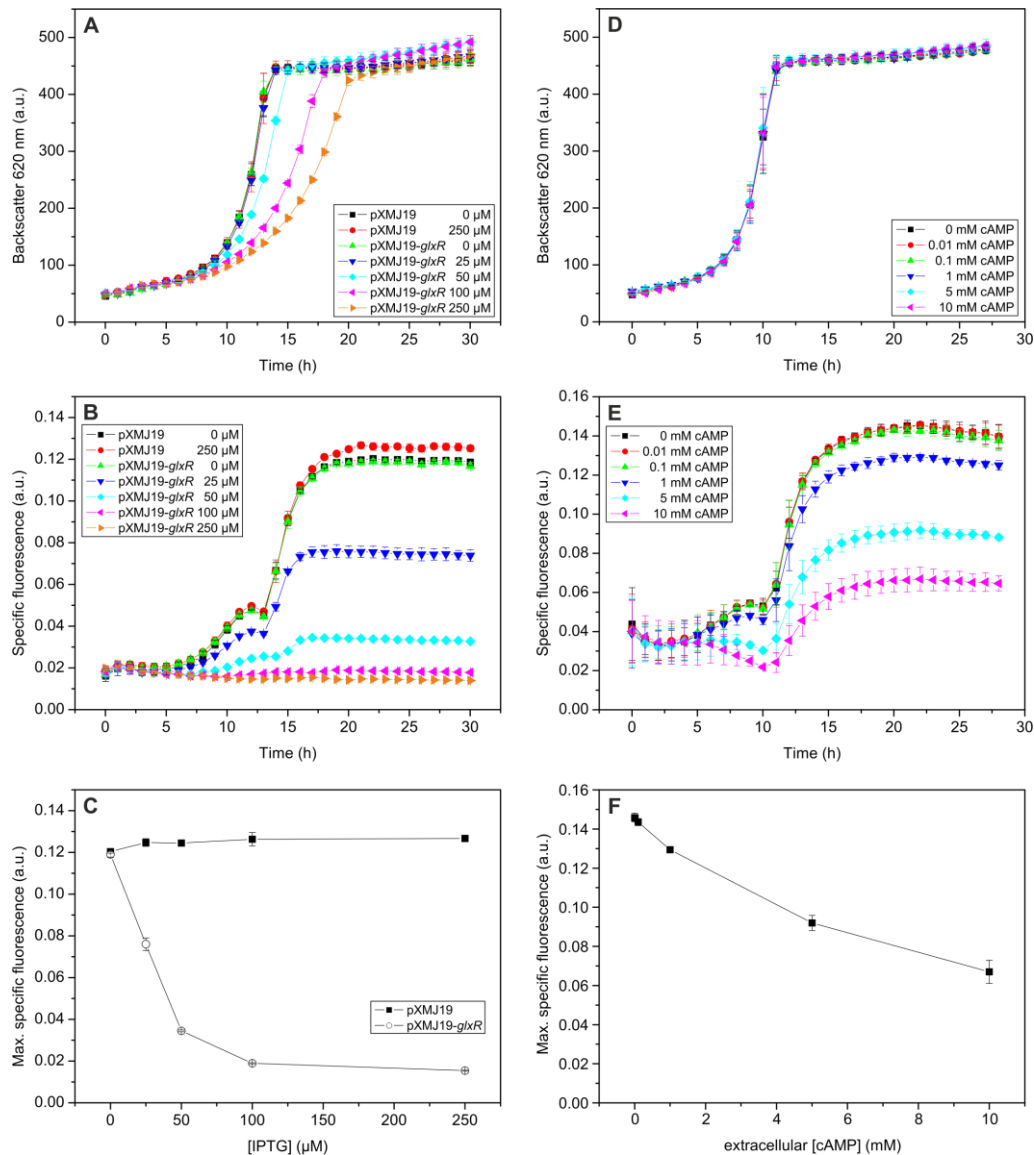 A
Backscatter 620 nm (a.u.)
500
400
300
200
100
0
pXMJ19 0 µM
pXMJ19 250 µM
pXMJ19-glxR 0 µM
pXMJ19-glxR 25 µM
pXMJ19-glxR 50 µM
pXMJ19-glxR 100 µM
pXMJ19-glxR 250 µM
0 5 10 15 20 25 30
Time (h)
D
Backscatter 620 nm (a.u.)
500
400
300
200
100
0
0 mM cAMP
0.01 mM cAMP
0.1 mM cAMP
1 mM cAMP
5 mM cAMP
10 mM cAMP
0 5 10 15 20 25 30
Time (h)
B
Specific fluorescence (a.u.)
0.14
0.12
0.10
0.08
0.06
0.04
0.02
0.00
pXMJ19 0 µM
pXMJ19 250 µM
pXMJ19-glxR 0 µM
pXMJ19-glxR 25 µM
pXMJ19-glxR 50 µM
pXMJ19-glxR 100 µM
pXMJ19-glxR 250 µM
0 5 10 15 20 25 30
Time (h)
E
Specific fluorescence (a.u.)
0.16
0.14
0.12
0.10
0.08
0.06
0.04
0.02
0.00
0 mM cAMP
0.01 mM cAMP
0.1 mM cAMP
1 mM cAMP
5 mM cAMP
10 mM cAMP
0 5 10 15 20 25 30
Time (h)
C
Max. specific fluorescence (a.u.)
0.14
0.12
0.10
0.08
0.06
0.04
0.02
0.00
pXMJ19
pXMJ19-glxR
0 50 100 150 200 250
[IPTG] (µM)
F
Max. specific fluorescence (a.u.)
0.16
0.14
0.12
0.10
0.08
0.06
0.04
0.02
0.00
0 2 4 6 8 10
extracellular [cAMP] (mM)